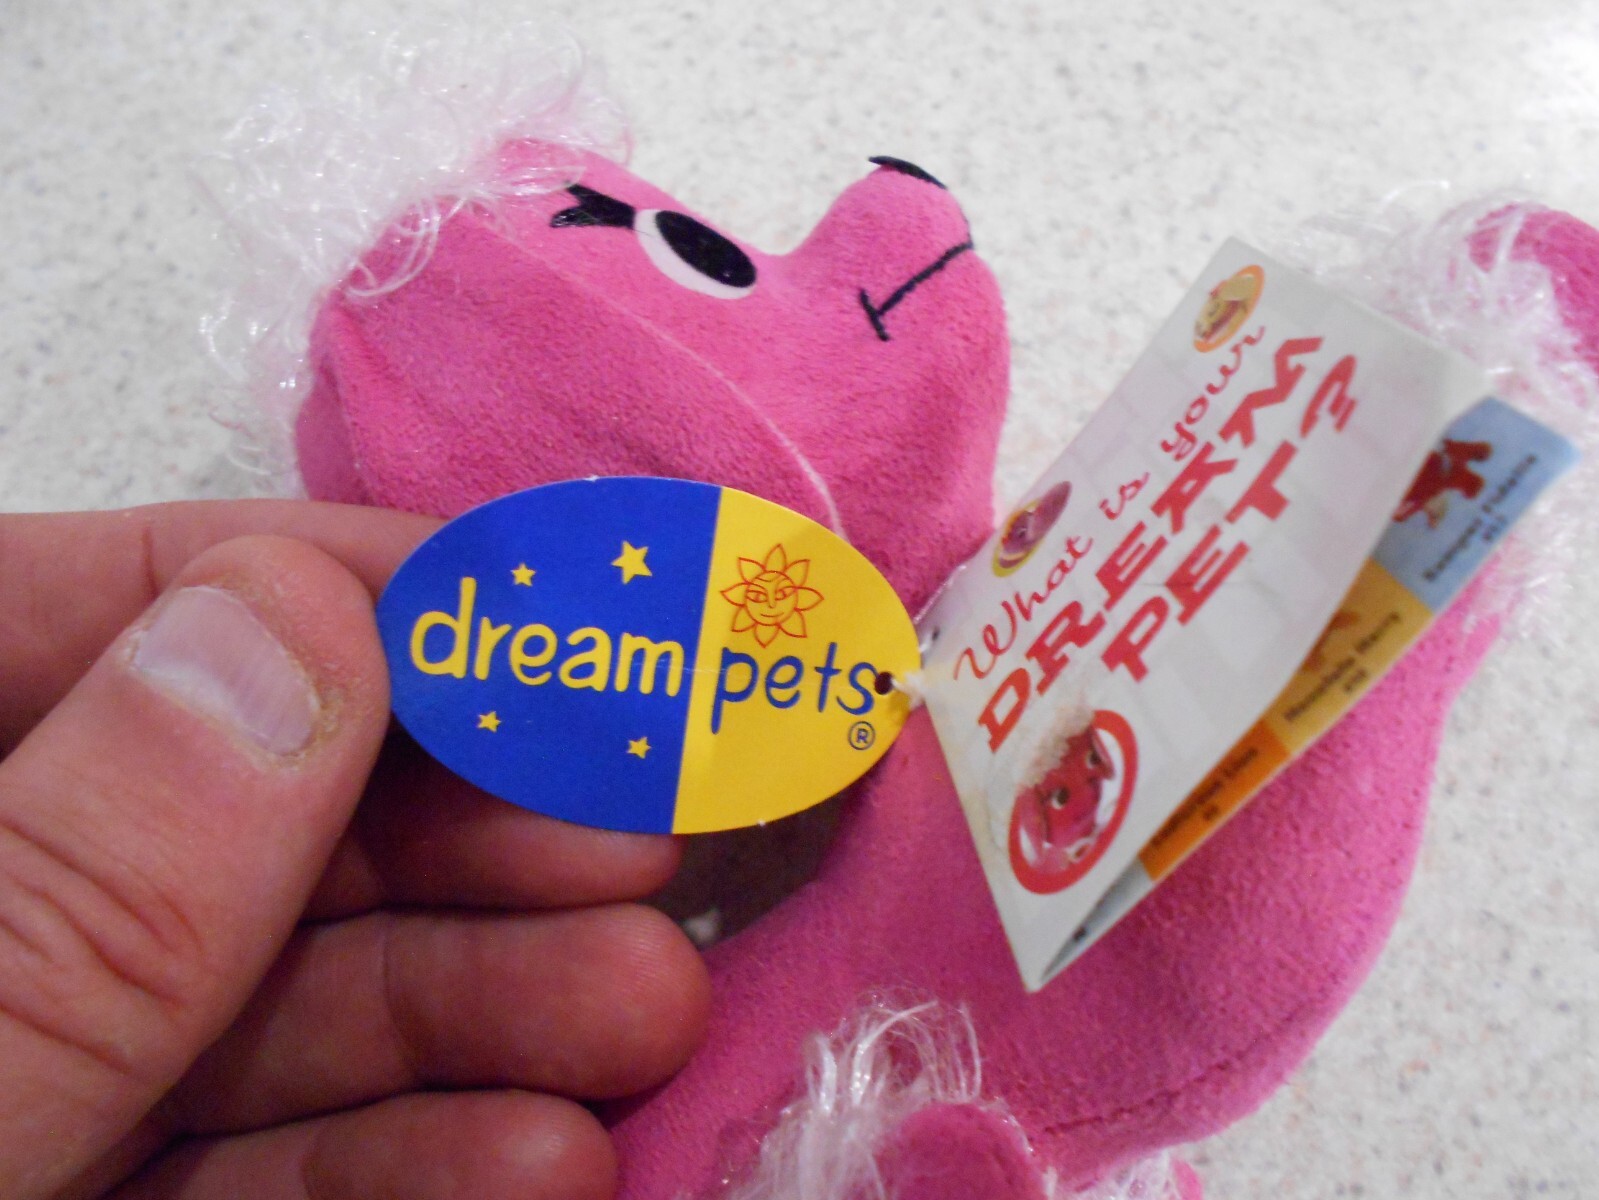 dream pets
®
What is your
DREAM
PET?